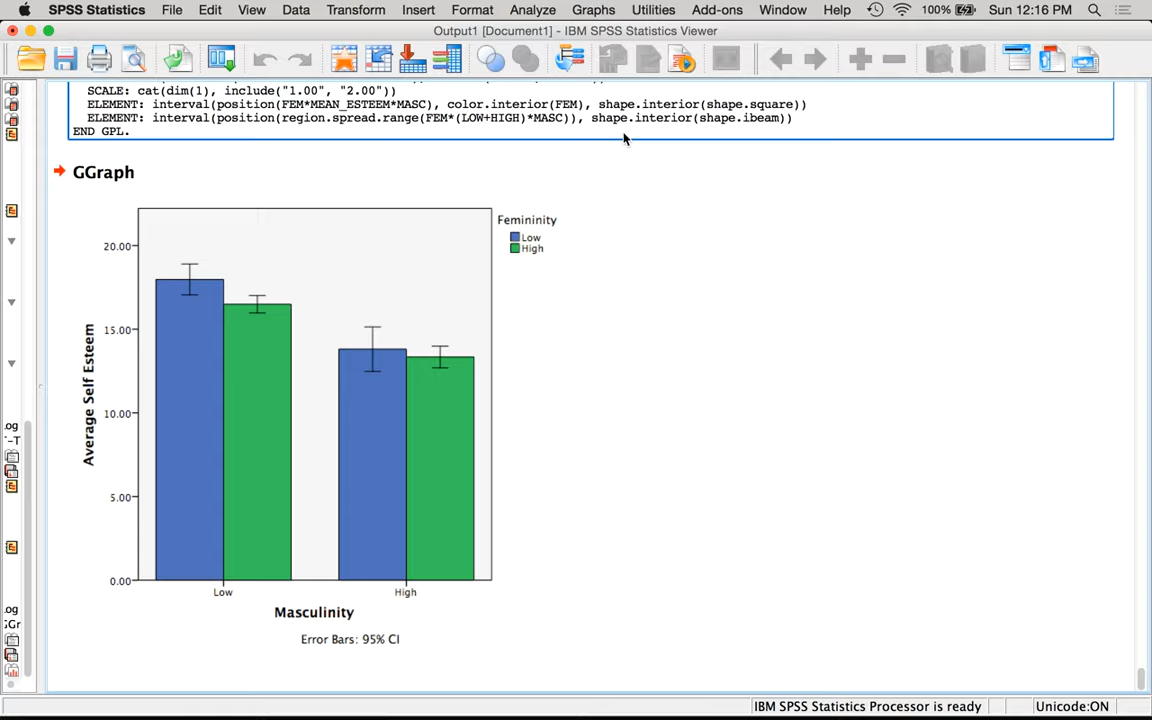 SPSS Statistics File Edit View Data Transform Insert Format Analyze Graphs Utilities Add-ons Window Help 100% Sun 12:16 PM
Output1 [Document1] - IBM SPSS Statistics Viewer
SCALE: cat(dim(1), include("1.00", "2.00"))
ELEMENT: interval(position(FEM*MEAN_ESTEEM*MASC), color.interior(FEM), shape.interior(shape.square))
ELEMENT: interval(position(region.spread.range(FEM*(LOW+HIGH)*MASC)), shape.interior(shape.ibeam))
END GPL.
GGraph
Femininity
Low
High
20.00
15.00
10.00
5.00
0.00
Average Self Esteem
Low High
Masculinity
Error Bars: 95% CI
og
-T
og
GGr
IBM SPSS Statistics Processor is ready Unicode:ON